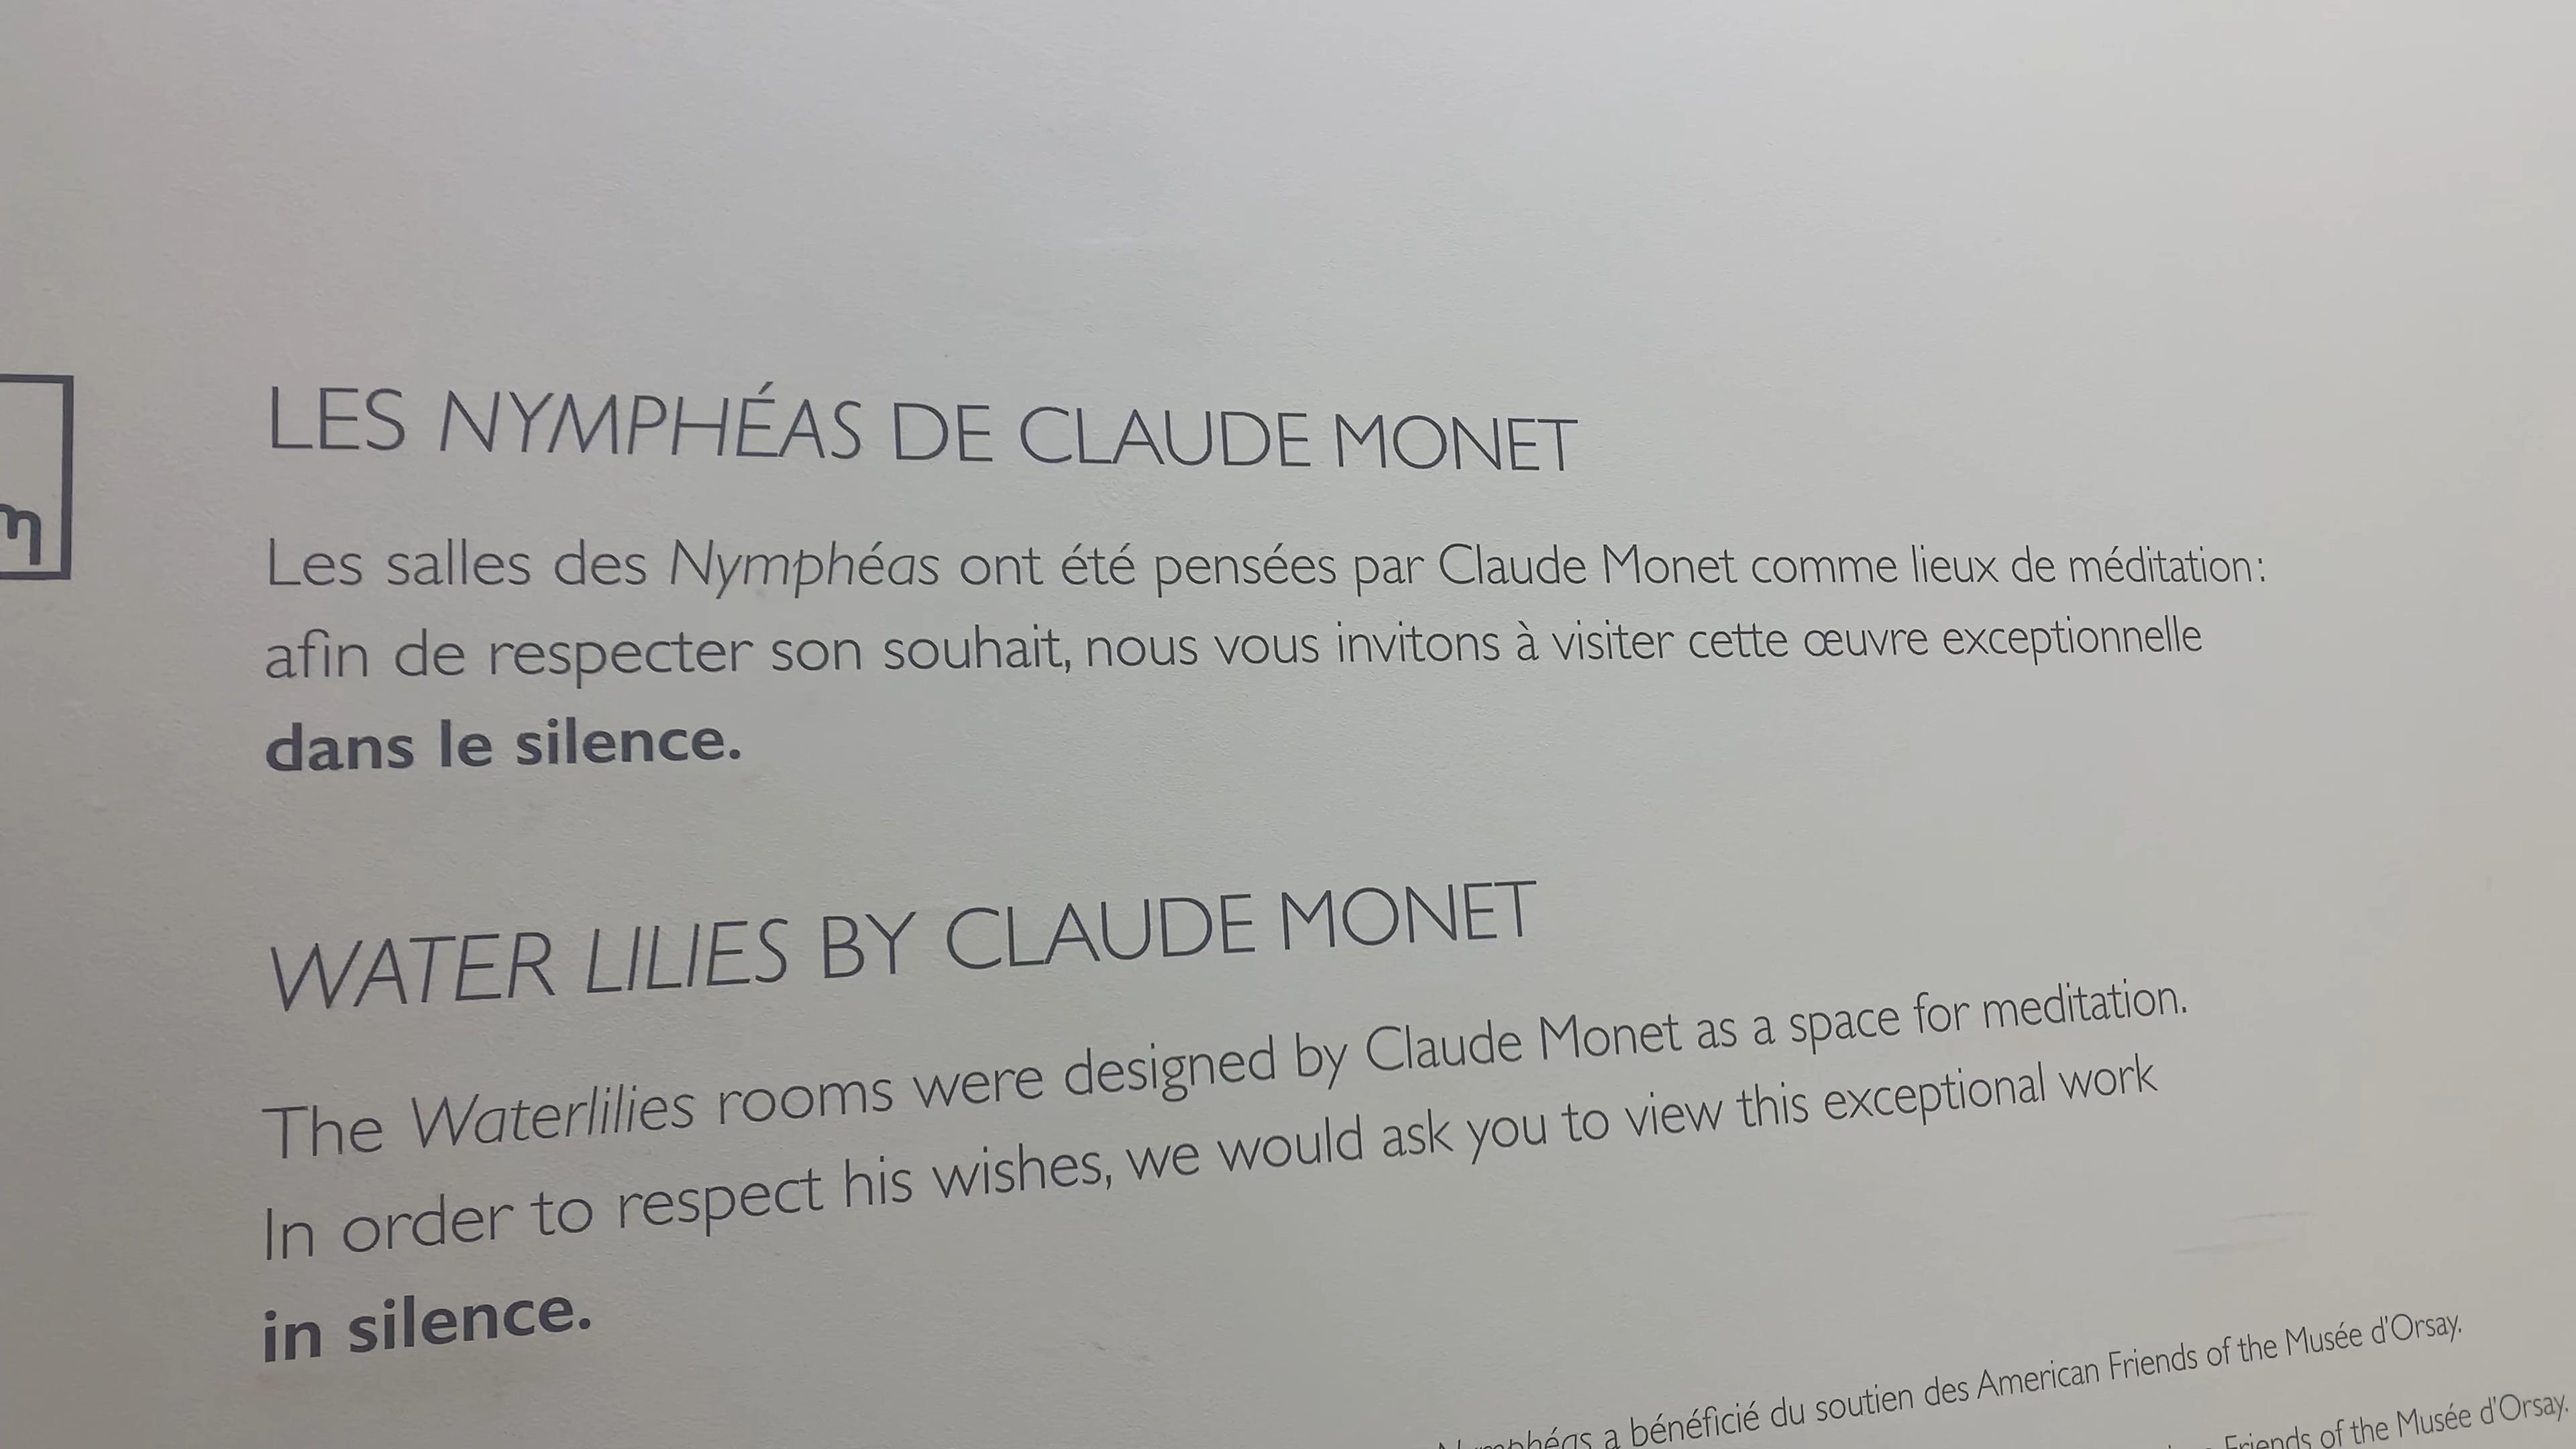 LES NYMPHÉAS DE CLAUDE MONET
Les salles des Nymphéas ont été pensées par Claude Monet comme lieux de méditation:
afin de respecter son souhait, nous vous invitons à visiter cette œuvre exceptionnelle
dans le silence.
WATER LILIES BY CLAUDE MONET
The Waterlilies rooms were designed by Claude Monet as a space for meditation.
In order to respect his wishes, we would ask you to view this exceptional work
in silence.
a bénéficié du soutien des American Friends of the Musée d'Orsay.
Friends of the Musée d'Orsay.